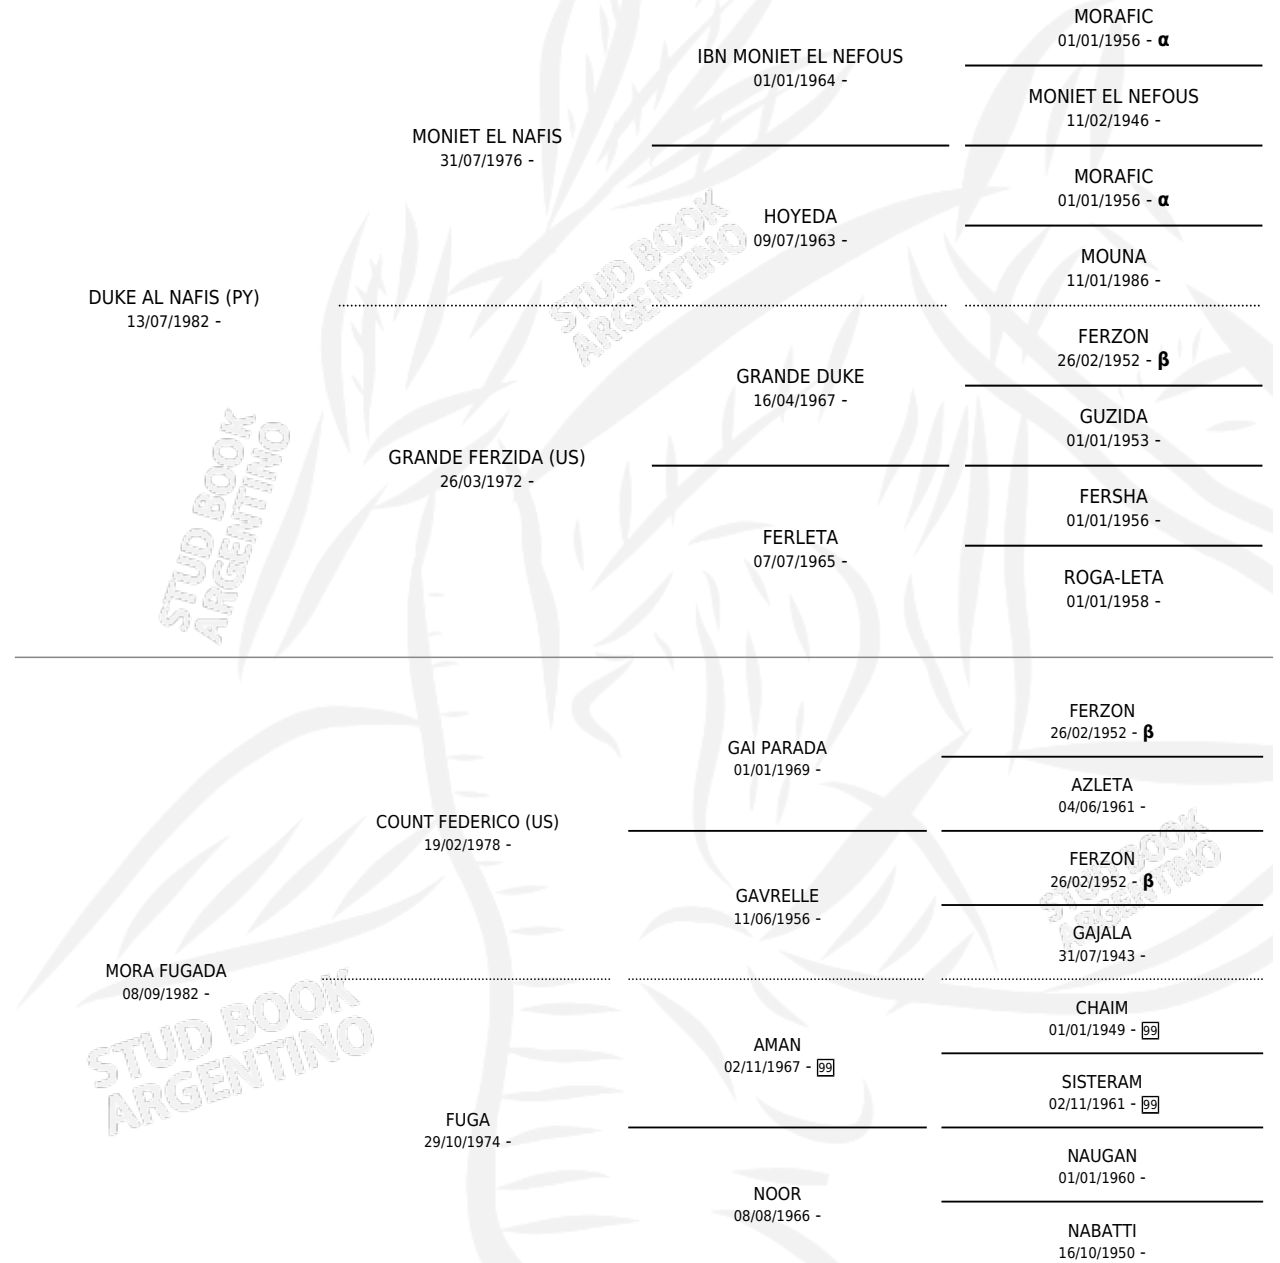 MORAFIC
01/01/1956 - α
IBN MONIET EL NEFOUS
01/01/1964 -
MONIET EL NEFOUS
11/02/1946 -
MONIET EL NAFIS
31/07/1976 -
MORAFIC
01/01/1956 - α
HOYEDA
09/07/1963 -
MOUNA
11/01/1986 -
DUKE AL NAFIS (PY)
13/07/1982 -
FERZON
26/02/1952 - β
GRANDE DUKE
16/04/1967 -
GUZIDA
01/01/1953 -
GRANDE FERZIDA (US)
26/03/1972 -
FERSHA
01/01/1956 -
FERLETA
07/07/1965 -
ROGA-LETA
01/01/1958 -
FERZON
26/02/1952 - β
GAI PARADA
01/01/1969 -
AZLETA
04/06/1961 -
COUNT FEDERICO (US)
19/02/1978 -
FERZON
26/02/1952 - β
GAVRELLE
11/06/1956 -
GAJALA
31/07/1943 -
MORA FUGADA
08/09/1982 -
CHAIM
01/01/1949 - 99
AMAN
02/11/1967 - 99
SISTERAM
02/11/1961 - 99
FUGA
29/10/1974 -
NAUGAN
01/01/1960 -
NOOR
08/08/1966 -
NABATTI
16/10/1950 -
STUD BOOK
ARGENTINO
STUD BOOK
ARGENTINO
STUD BOOK
ARGENTINO
STUD BOOK
ARGENTINO